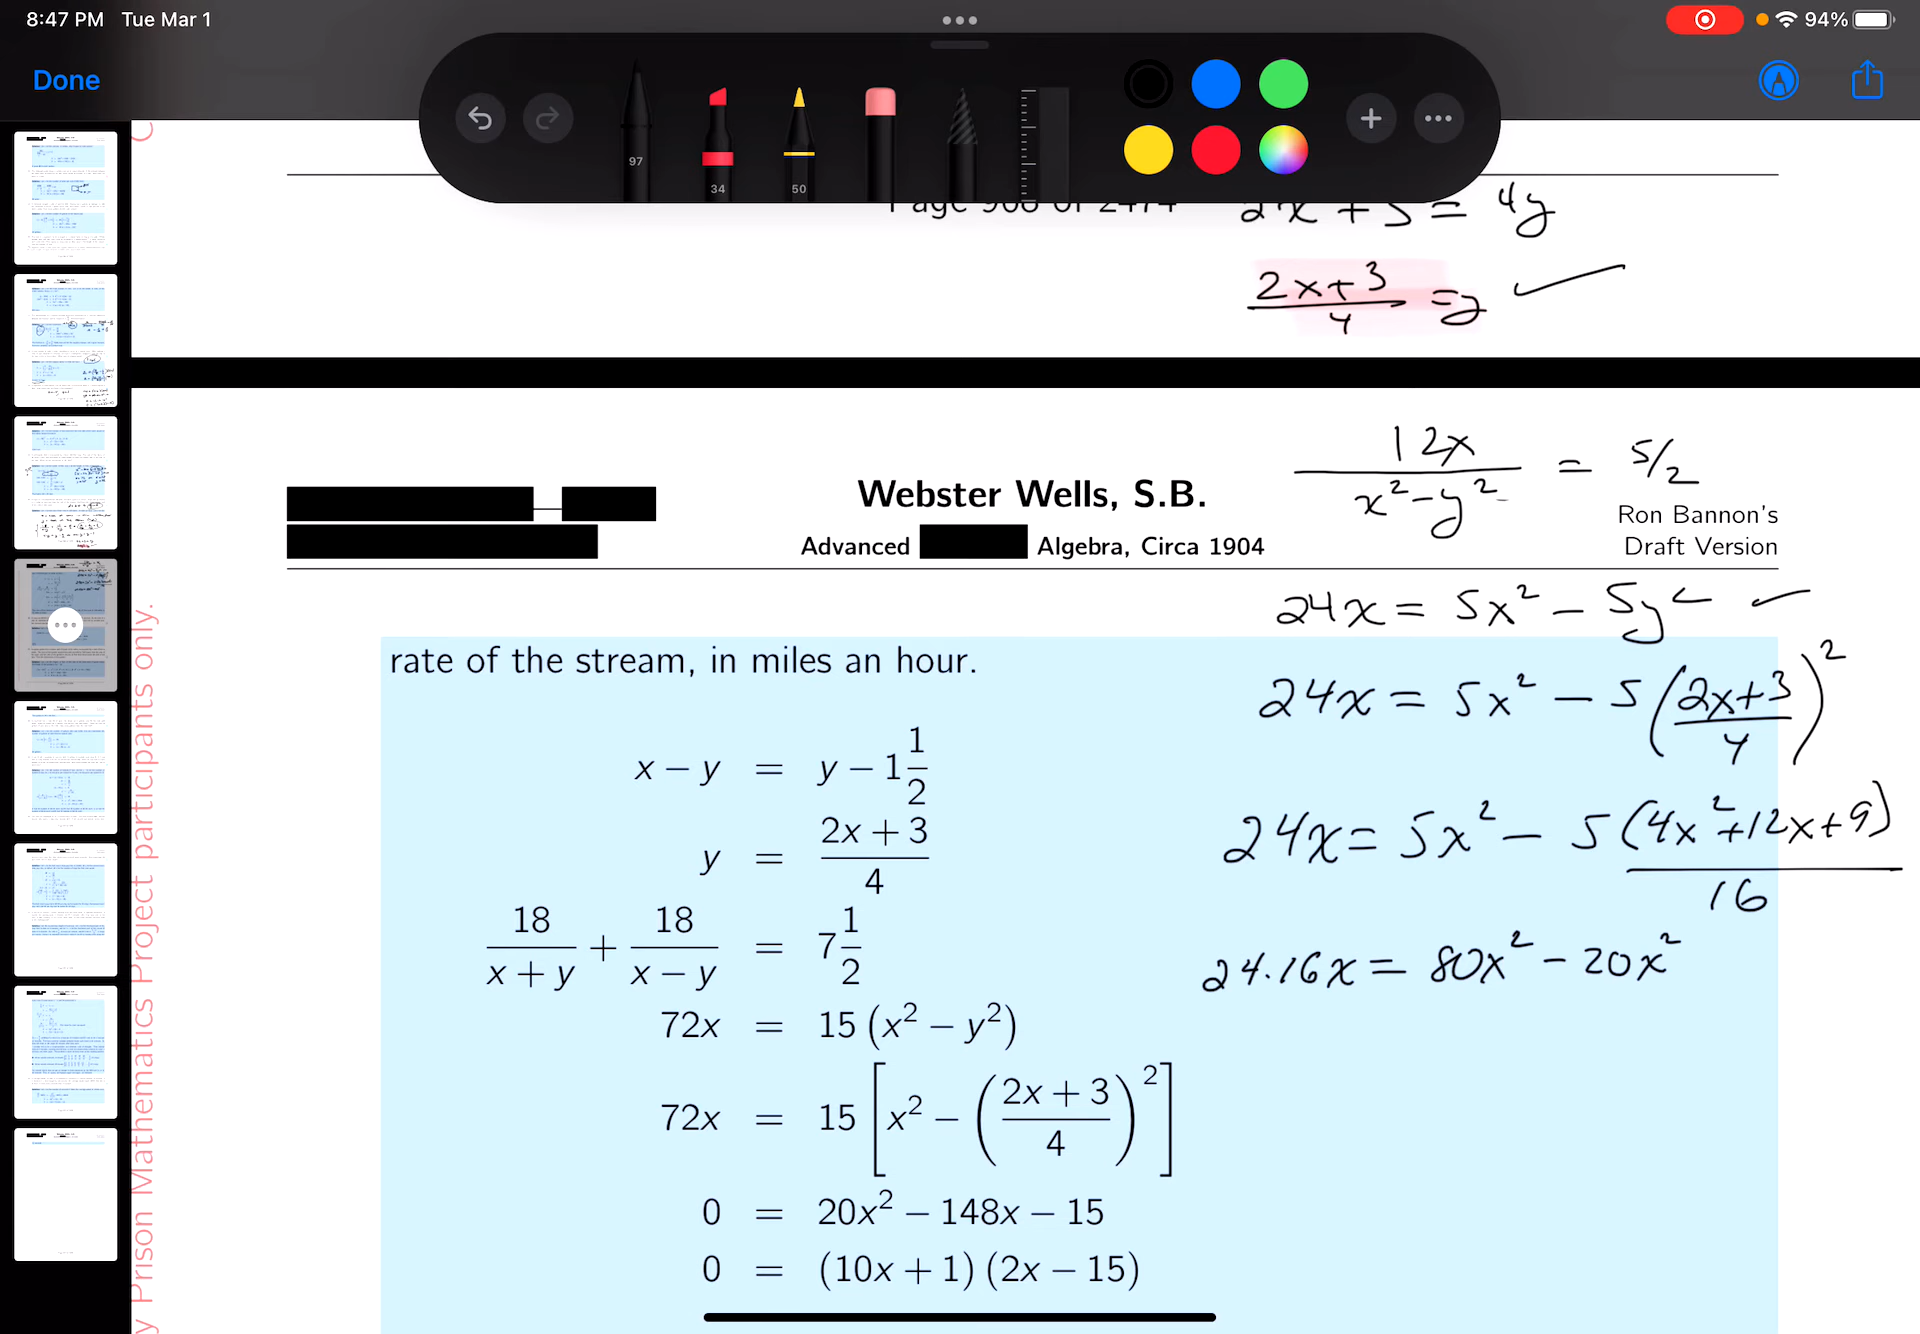 8:47 PM Tue Mar 1
94%
Done
97
34
50
2x + 3 = 4y
(2x+3)/4 = y ✓
12x/(x² − y²) = 5/2
Webster Wells, S.B.
Advanced
Algebra, Circa 1904
Ron Bannon's
Draft Version
24x = 5x² − 5y² ✓
24x = 5x² − 5((2x+3)/4)²
24x = 5x² − 5(4x²+12x+9)/16
24·16x = 80x² − 20x²
rate of the stream, in miles an hour.
x − y = y − 1 1/2
y = (2x + 3)/4
18/(x + y) + 18/(x − y) = 7 1/2
72x = 15 (x² − y²)
72x = 15 [x² − ((2x + 3)/4)²]
0 = 20x² − 148x − 15
0 = (10x + 1) (2x − 15)
y Prison Mathematics Project participants only.